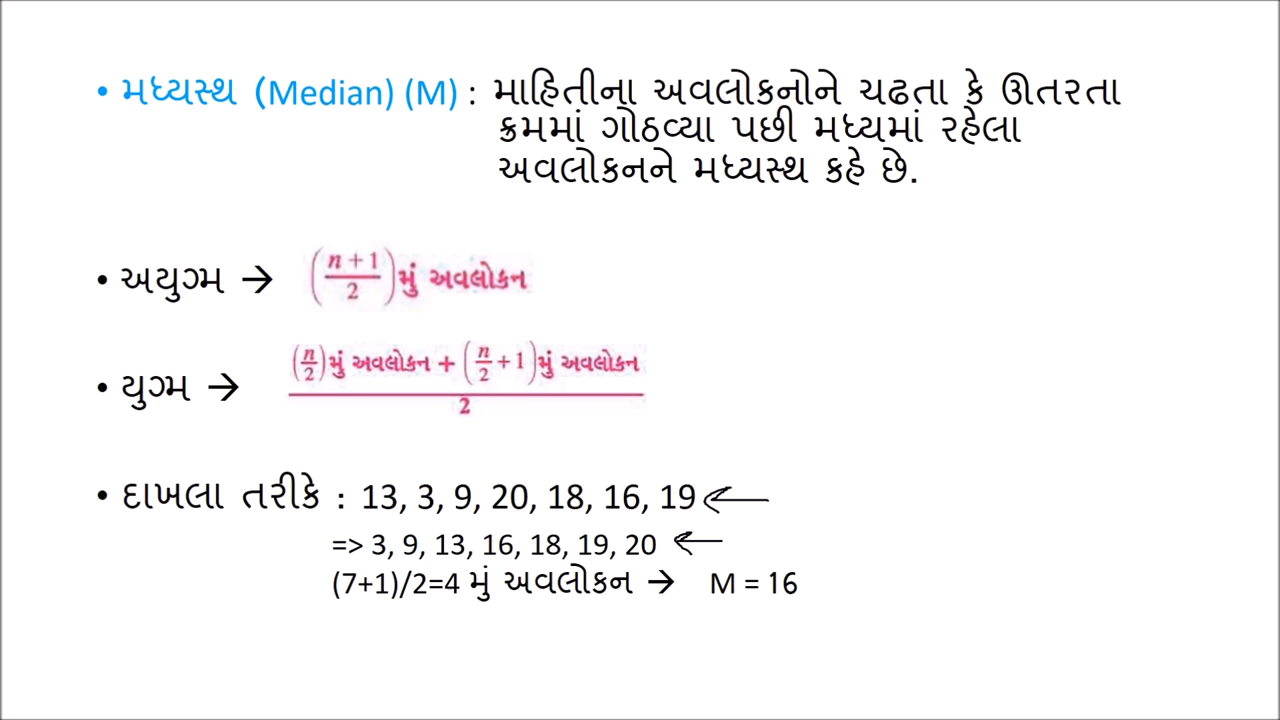 • મધ્યસ્થ (Median) (M) : માહિતીના અવલોકનોને ચઢતા કે ઊતરતા
ક્રમમાં ગોઠવ્યા પછી મધ્યમાં રહેલા
અવલોકનને મધ્યસ્થ કહે છે.
• અયુગ્મ → ((n + 1)/2) મું અવલોકન
• યુગ્મ → ((n/2) મું અવલોકન + (n/2 + 1) મું અવલોકન)/2
• દાખલા તરીકે : 13, 3, 9, 20, 18, 16, 19
=> 3, 9, 13, 16, 18, 19, 20
(7+1)/2=4 મું અવલોકન → M = 16